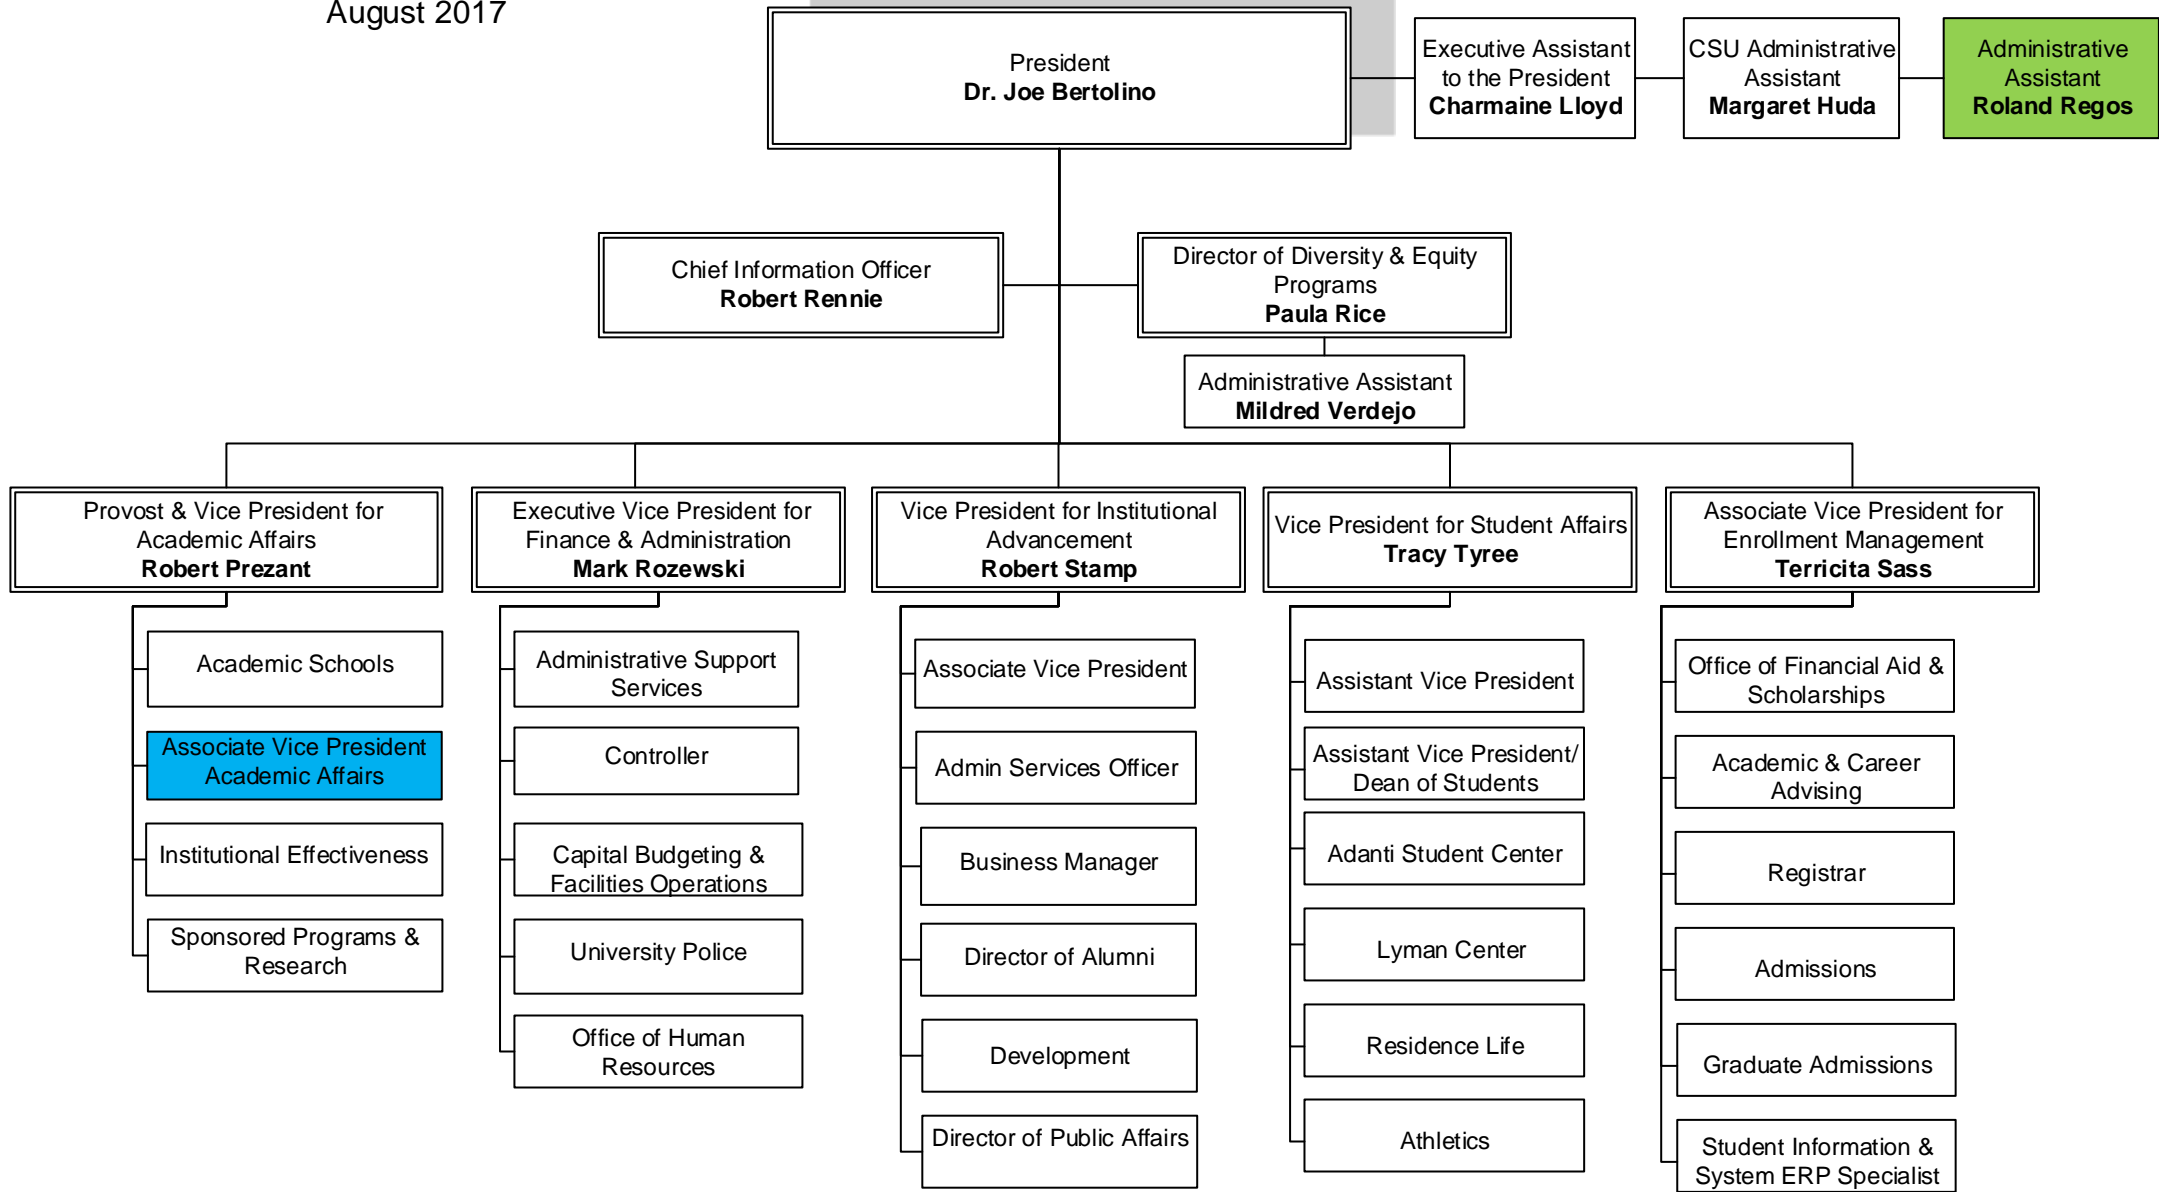 August 2017
President
Dr. Joe Bertolino
Executive Assistant
to the President
Charmaine Lloyd
CSU Administrative
Assistant
Margaret Huda
Administrative
Assistant
Roland Regos
Chief Information Officer
Robert Rennie
Director of Diversity & Equity
Programs
Paula Rice
Administrative Assistant
Mildred Verdejo
Provost & Vice President for
Academic Affairs
Robert Prezant
Executive Vice President for
Finance & Administration
Mark Rozewski
Vice President for Institutional
Advancement
Robert Stamp
Vice President for Student Affairs
Tracy Tyree
Associate Vice President for
Enrollment Management
Terricita Sass
Academic Schools
Associate Vice President
Academic Affairs
Institutional Effectiveness
Sponsored Programs &
Research
Administrative Support
Services
Controller
Capital Budgeting &
Facilities Operations
University Police
Office of Human
Resources
Associate Vice President
Admin Services Officer
Business Manager
Director of Alumni
Development
Director of Public Affairs
Assistant Vice President
Assistant Vice President/
Dean of Students
Adanti Student Center
Lyman Center
Residence Life
Athletics
Office of Financial Aid &
Scholarships
Academic & Career
Advising
Registrar
Admissions
Graduate Admissions
Student Information &
System ERP Specialist